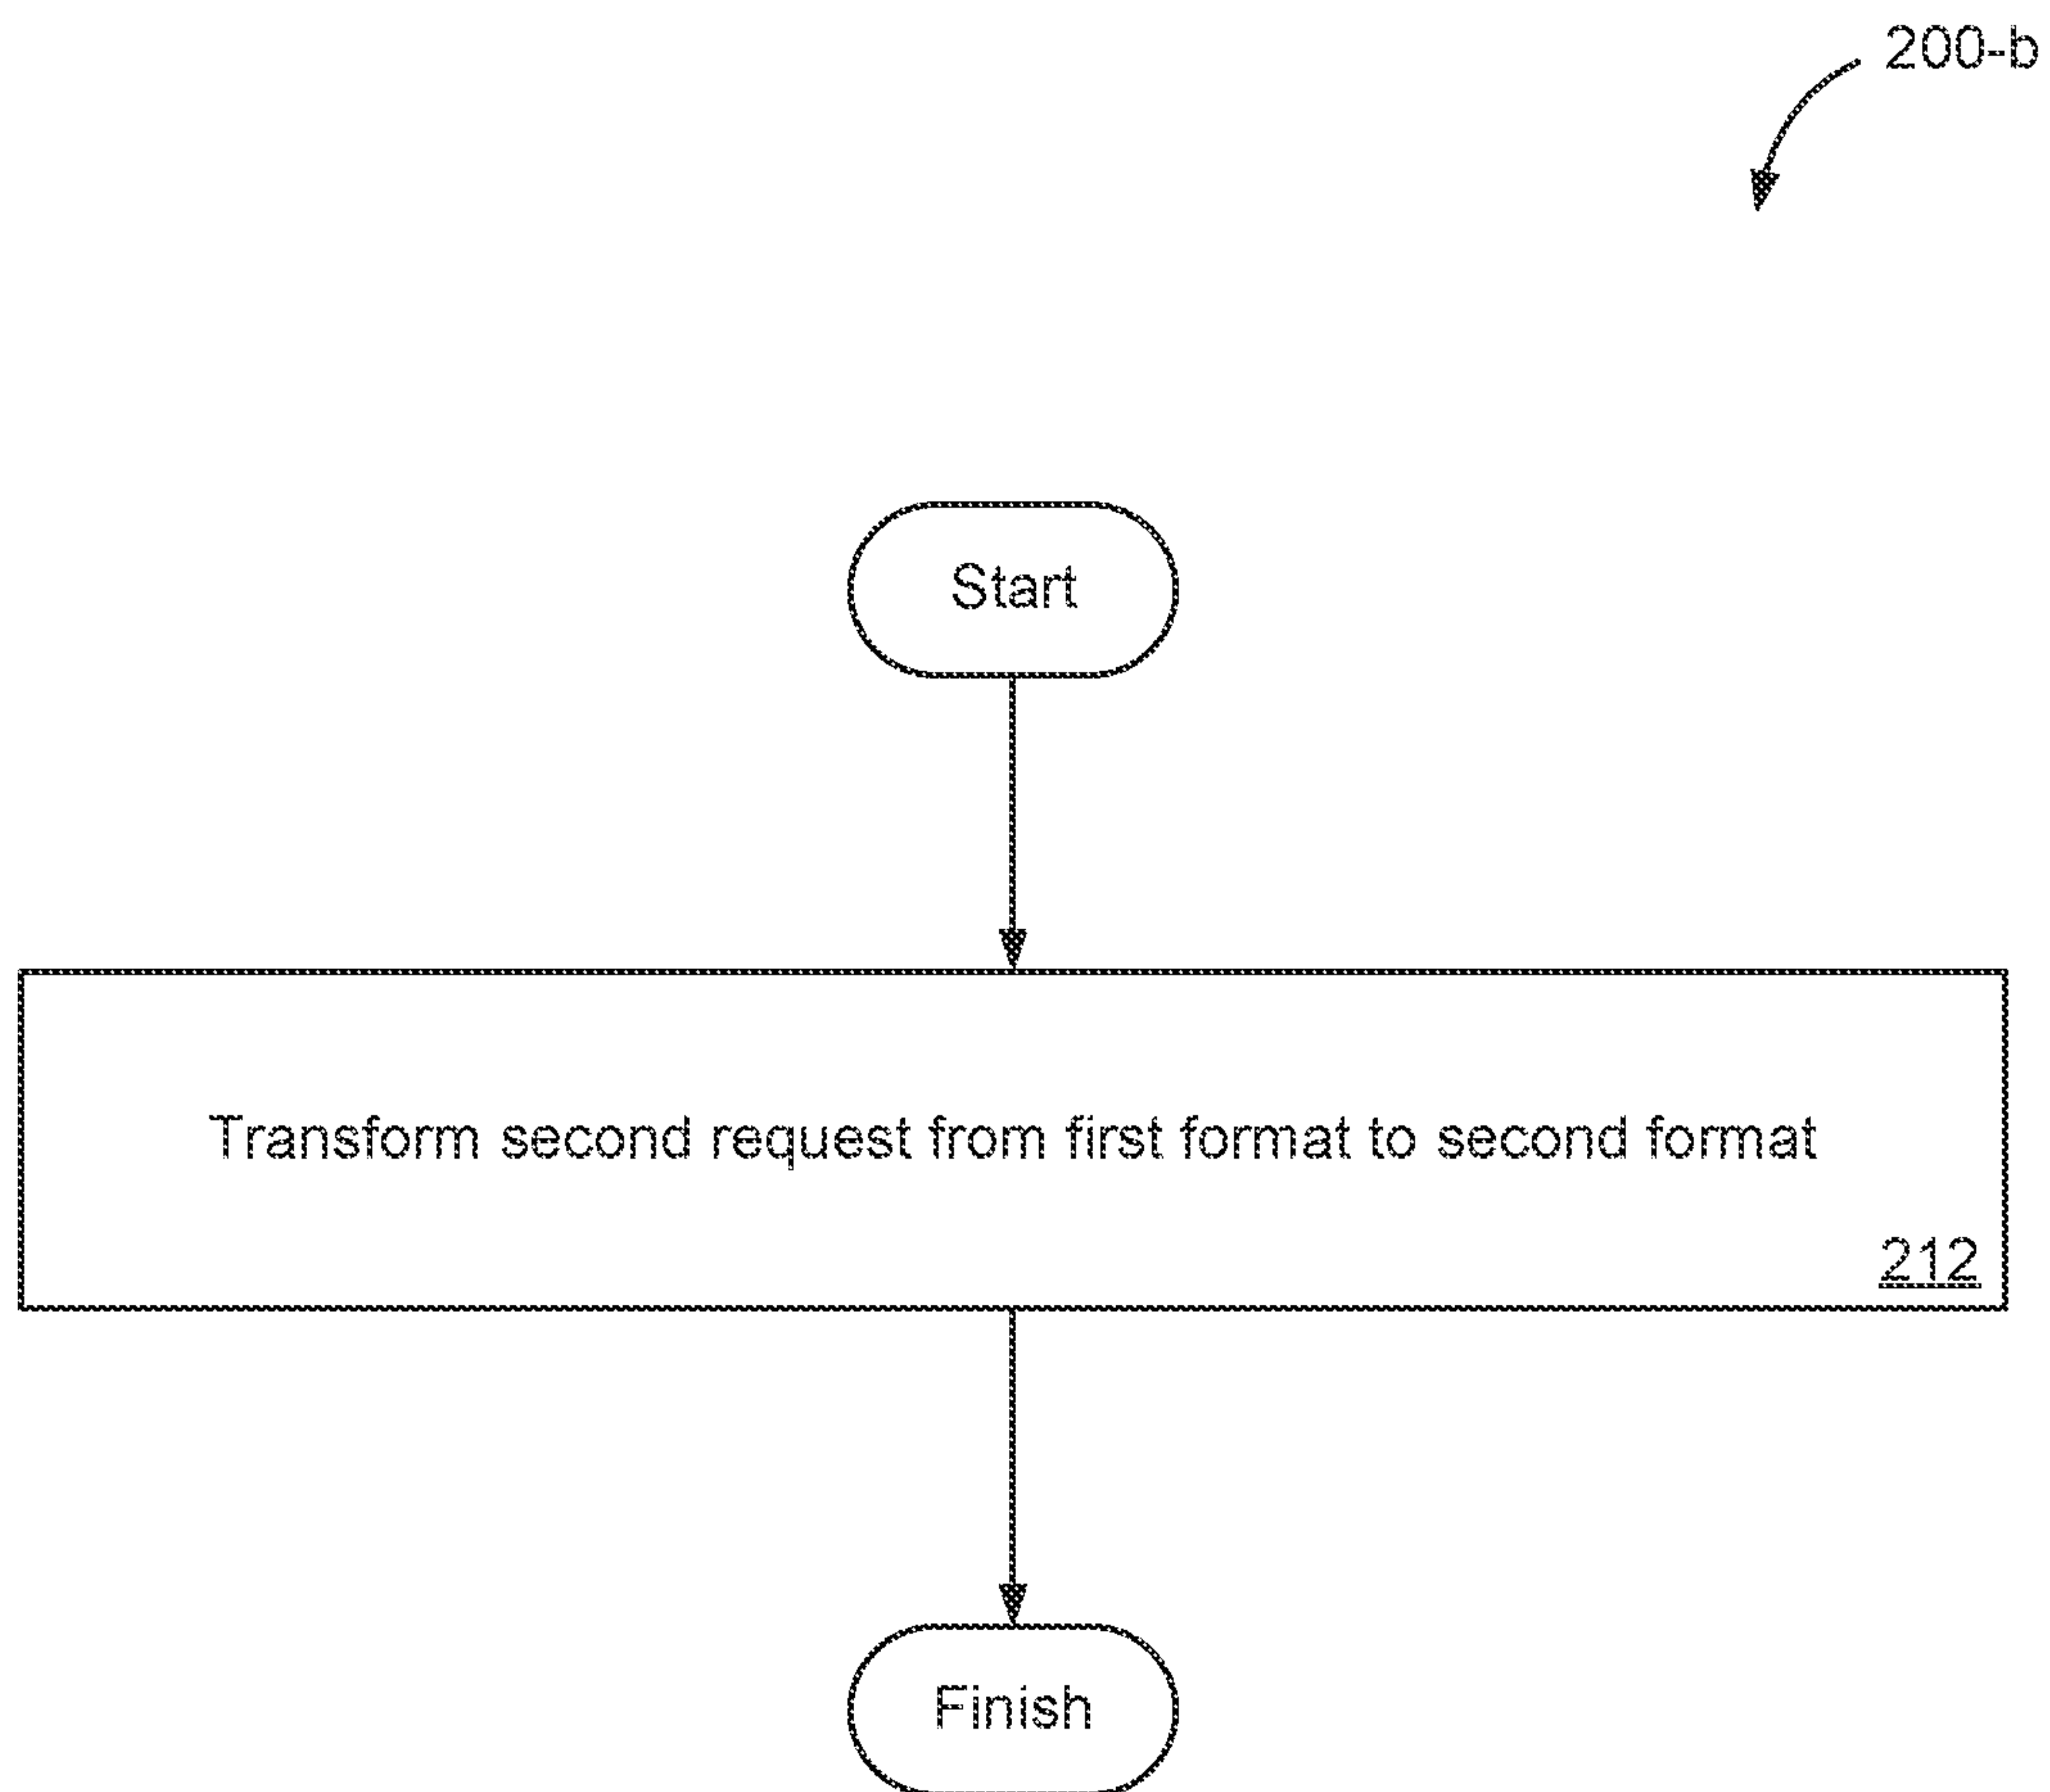 200-b
Start
Transform second request from first format to second format
212
Finish